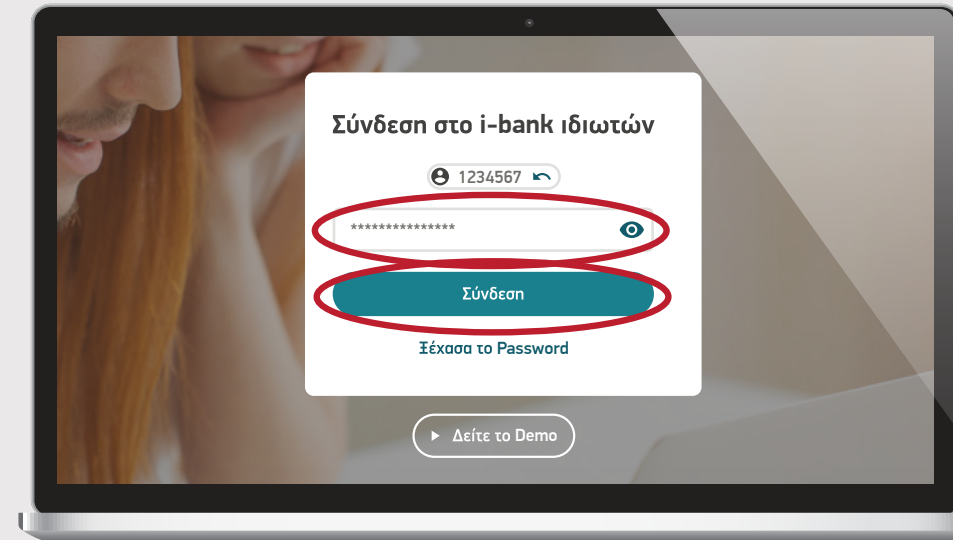 Σύνδεση στο i-bank ιδιωτών
1234567
***************
Σύνδεση
Ξέχασα το Password
Δείτε το Demo